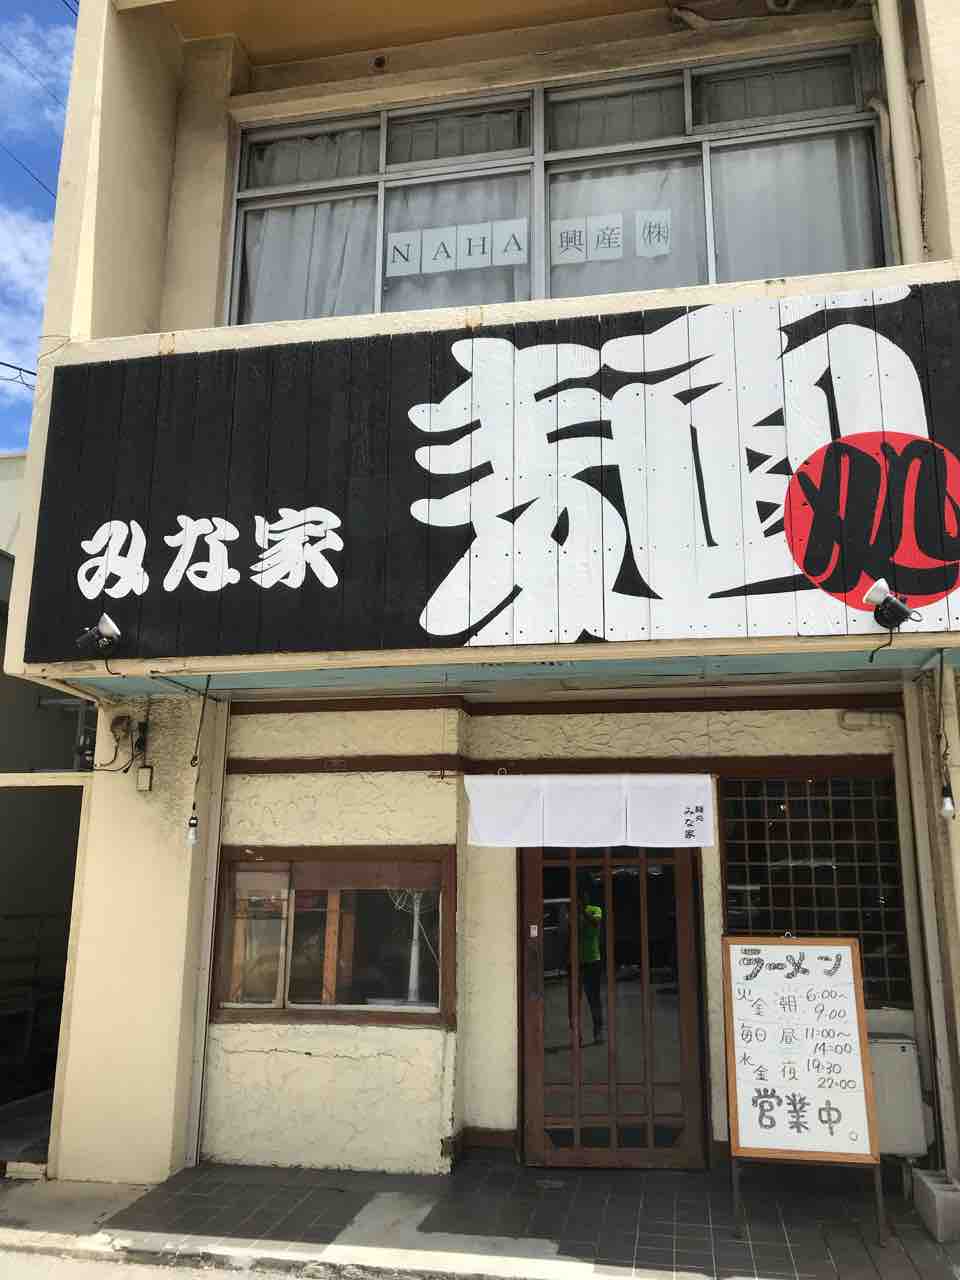 NAHA 興産 ㈱
みな家 麺処
麺処
みな家
ラーメン
火金 朝 6:00~
9:00
毎日 昼 11:00~
14:00
水金 夜 19:30
22:00
営業中。